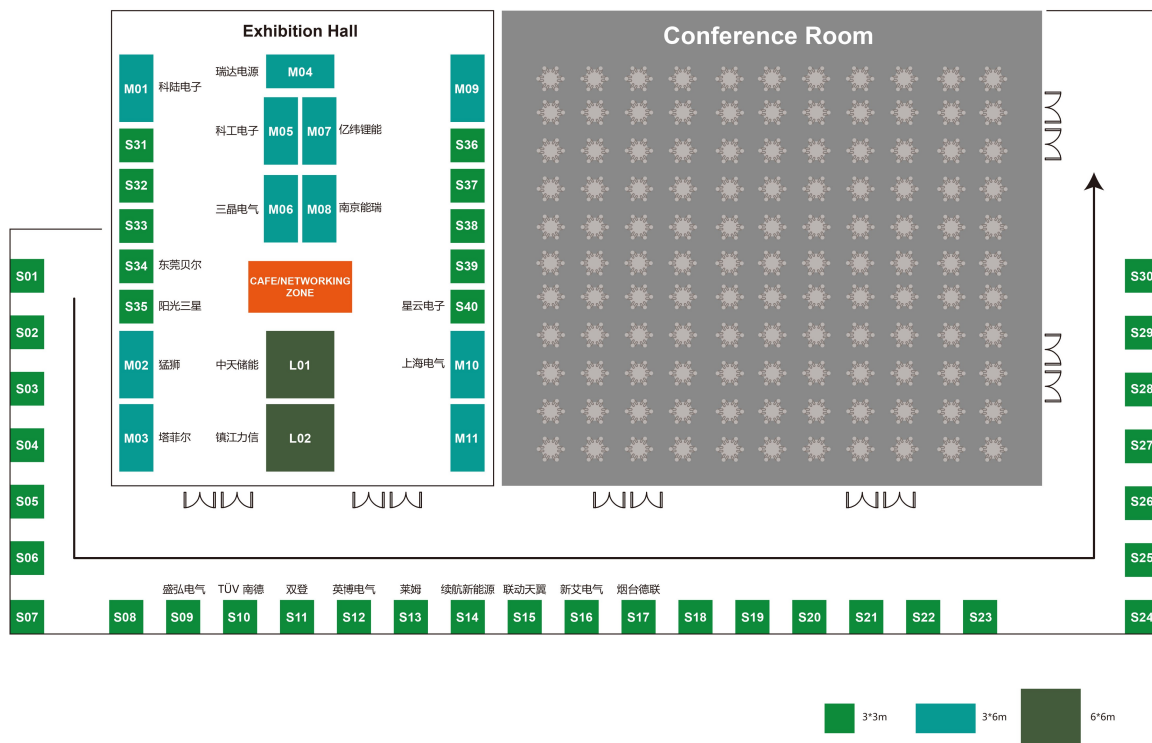 Exhibition Hall
Conference Room
M01
科陆电子
瑞达电源
M04
M09
科工电子
M05
M07
亿纬锂能
S31
S36
S32
S37
三晶电气
M06
M08
南京能瑞
S33
S38
S34
东莞贝尔
S39
CAFE/NETWORKING
ZONE
S35
阳光三星
星云电子
S40
M02
猛狮
中天储能
L01
上海电气
M10
M03
塔菲尔
镇江力信
L02
M11
S01
S02
S03
S04
S05
S06
S07
S30
S29
S28
S27
S26
S25
S24
盛弘电气
TÜV 南德
双登
英博电气
莱姆
续航新能源
联动天翼
新艾电气
烟台德联
S08
S09
S10
S11
S12
S13
S14
S15
S16
S17
S18
S19
S20
S21
S22
S23
3*3m
3*6m
6*6m